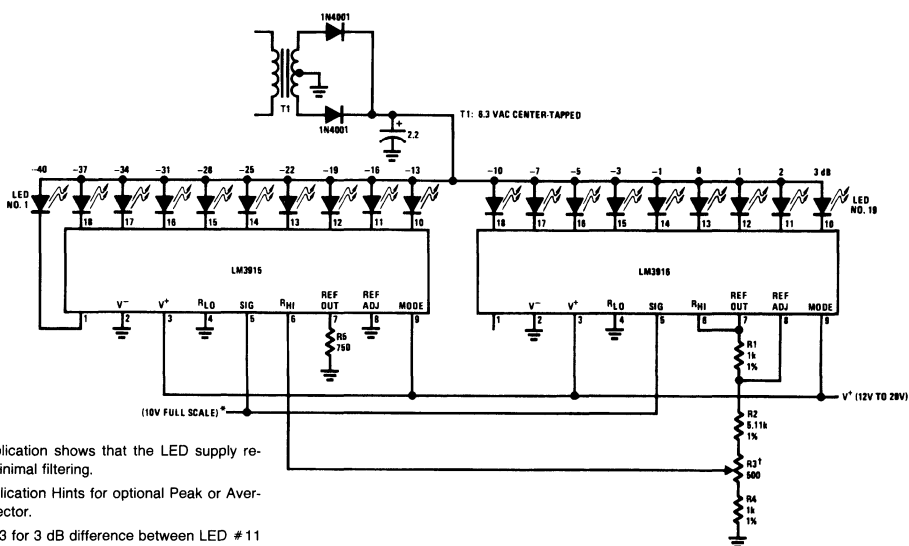 1N4001
T1
1N4001
T1: 6.3 VAC CENTER-TAPPED
+
2.2
-40 -37 -34 -31 -28 -25 -22 -19 -16 -13 -10 -7 -5 -3 -1 0 1 2 3 dB
LED NO. 1
LED NO. 19
18 17 16 15 14 13 12 11 10 18 17 16 15 14 13 12 11 10
LM3915 LM3916
V- V+ RLO SIG RHI REF OUT REF ADJ MODE V- V+ RLO SIG RHI REF OUT REF ADJ MODE
1 2 3 4 5 6 7 8 9 1 2 3 4 5 6 7 8 9
R5
750
R1
1k
1%
(10V FULL SCALE)*
V+ (12V TO 20V)
R2
6.11k
1%
R3†
500
R4
1k
1%
plication shows that the LED supply re-
inimal filtering.
lication Hints for optional Peak or Aver-
ector.
3 for 3 dB difference between LED #11